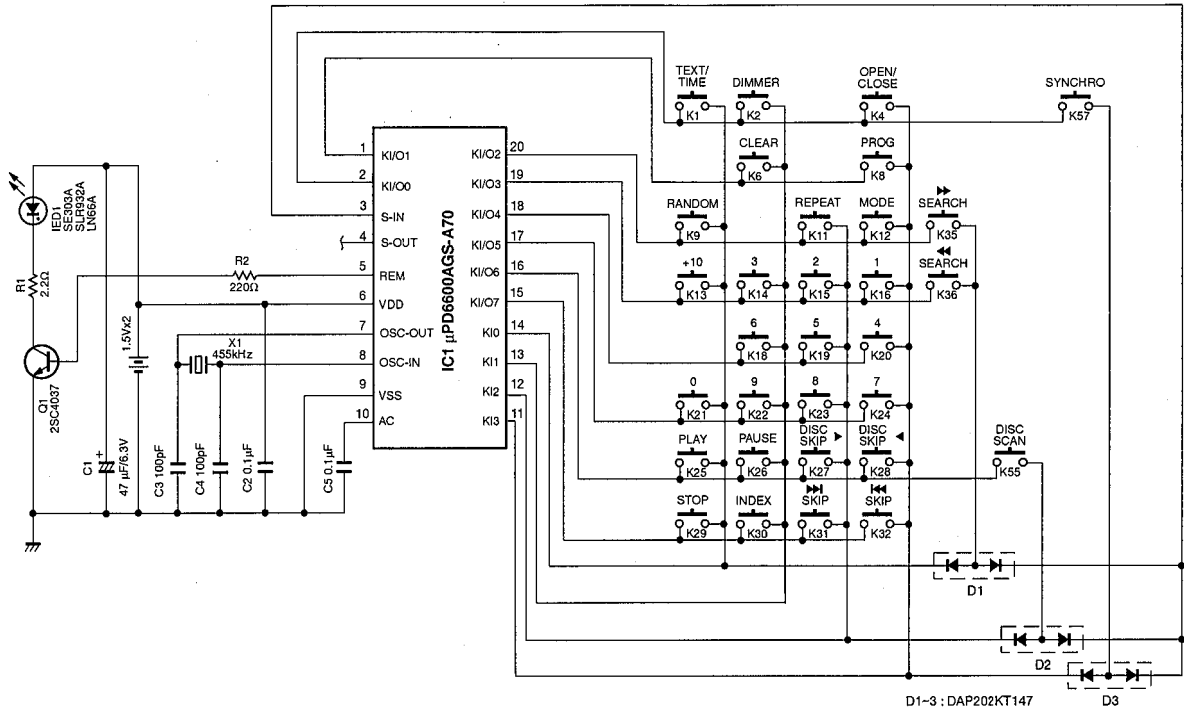 TEXT/
TIME
K1
DIMMER
K2
OPEN/
CLOSE
K4
SYNCHRO
K57
CLEAR
K6
PROG
K8
RANDOM
K9
REPEAT
K11
MODE
K12
SEARCH
K35
+10
K13
3
K14
2
K15
1
K16
SEARCH
K36
6
K18
5
K19
4
K20
0
K21
9
K22
8
K23
7
K24
PLAY
K25
PAUSE
K26
DISC
SKIP
K27
DISC
SKIP
K28
DISC
SCAN
K55
STOP
K29
INDEX
K30
SKIP
K31
SKIP
K32
IC1 µPD6600AGS-A70
1 KI/O1
2 KI/O0
3 S-IN
4 S-OUT
5 REM
6 VDD
7 OSC-OUT
8 OSC-IN
9 VSS
10 AC
KI/O2 20
KI/O3 19
KI/O4 18
KI/O5 17
KI/O6 16
KI/O7 15
KI0 14
KI1 13
KI2 12
KI3 11
IED1
SE303A
SLR932A
LN66A
R1
2.2Ω
R2
220Ω
Q1
2SC4037
1.5Vx2
X1
455kHz
C1
+
47 µF/6.3V
C3 100pF
C4 100pF
C2 0.1µF
C5 0.1µF
D1
D2
D3
D1~3 : DAP202KT147